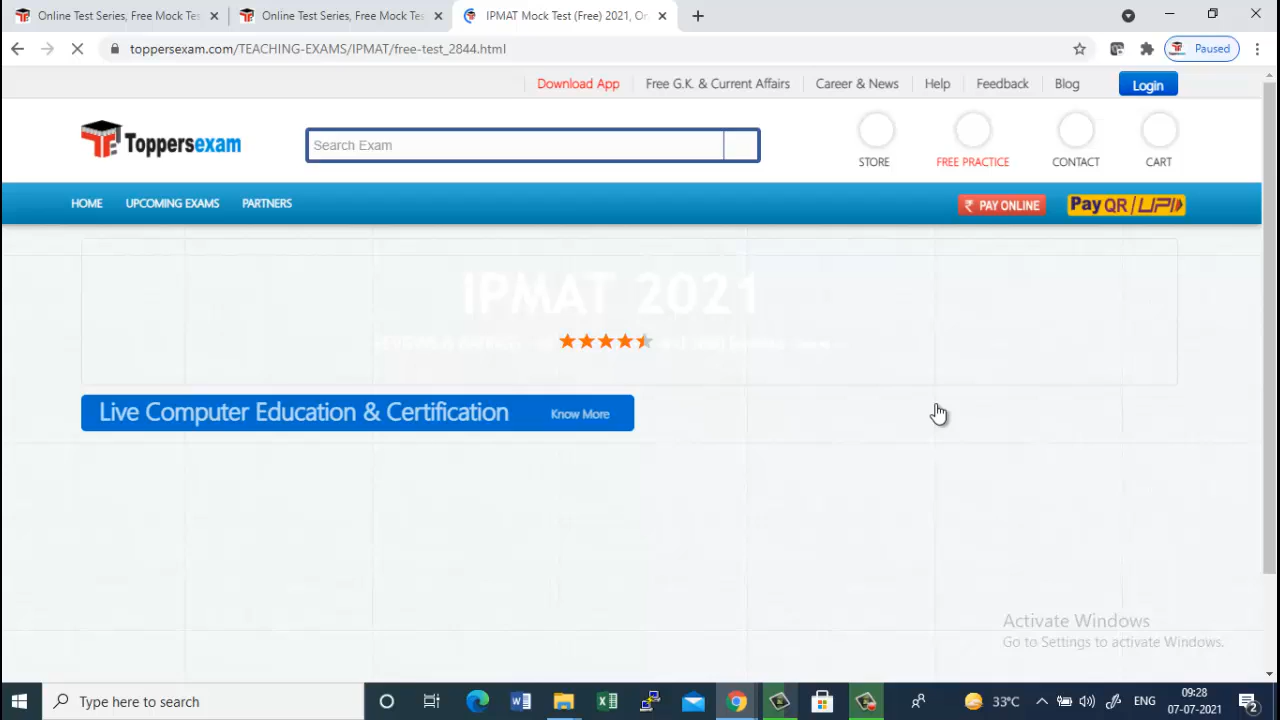 Online Test Series, Free Mock Tes
Online Test Series, Free Mock Tes
IPMAT Mock Test (Free) 2021, On
toppersexam.com/TEACHING-EXAMS/IPMAT/free-test_2844.html
Paused
Download App
Free G.K. & Current Affairs
Career & News
Help
Feedback
Blog
Login
Toppersexam
Search Exam
STORE
FREE PRACTICE
CONTACT
CART
HOME
UPCOMING EXAMS
PARTNERS
₹ PAY ONLINE
Pay QR/UPI
IPMAT 2021
Live Computer Education & Certification
Know More
Activate Windows
Go to Settings to activate Windows.
Type here to search
33°C
ENG
09:28
07-07-2021
2